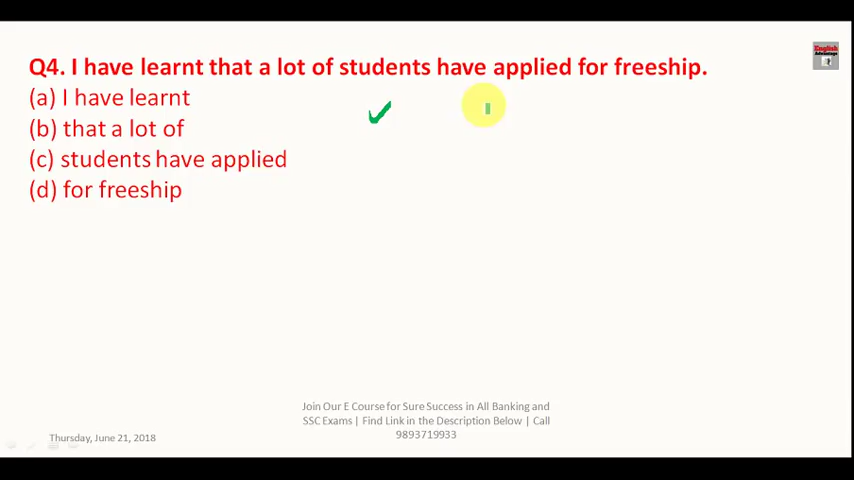 Q4. I have learnt that a lot of students have applied for freeship.
(a) I have learnt
(b) that a lot of
(c) students have applied
(d) for freeship
English
Advantage
Join Our E Course for Sure Success in All Banking and
SSC Exams | Find Link in the Description Below | Call
9893719933
Thursday, June 21, 2018